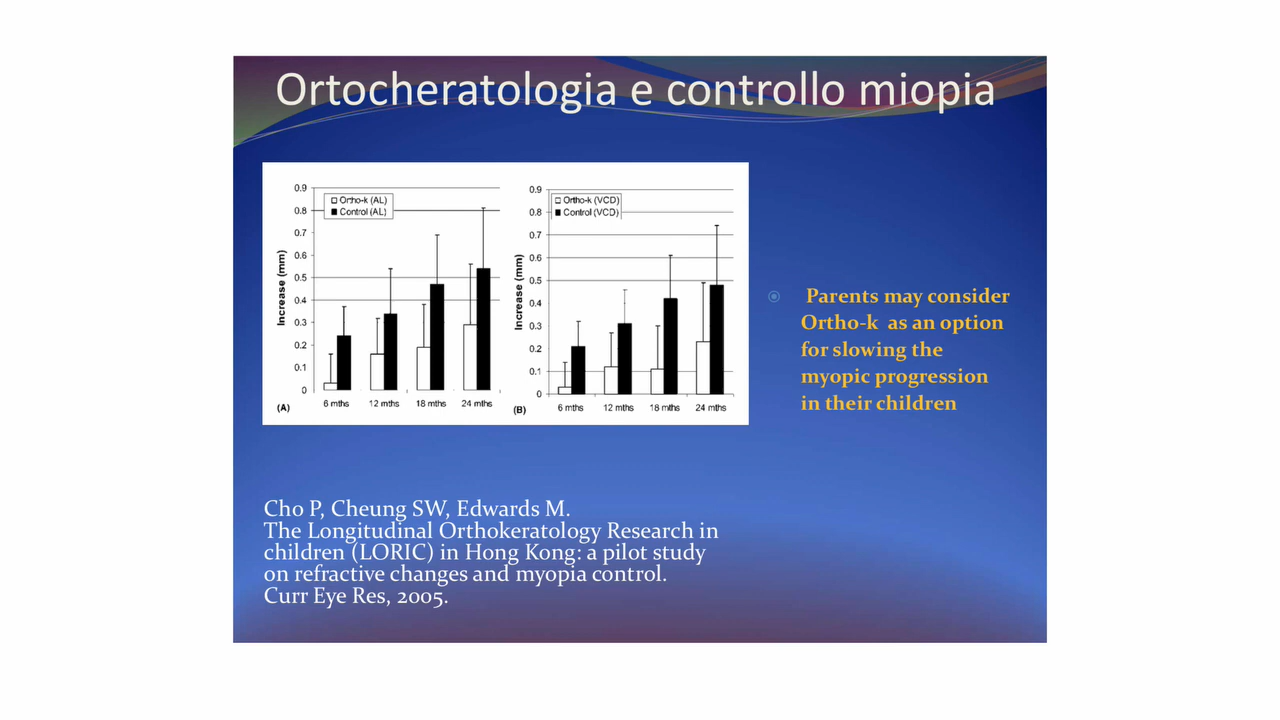 Ortocheratologia e controllo miopia
0.9
0.8
0.7
0.6
0.5
0.4
0.3
0.2
0.1
0
Increase (mm)
Ortho-k (AL)
Control (AL)
6 mths 12 mths 18 mths 24 mths
(A)
0.9
0.8
0.7
0.6
0.5
0.4
0.3
0.2
0.1
0
Increase (mm)
Ortho-k (VCD)
Control (VCD)
6 mths 12 mths 18 mths 24 mths
(B)
Parents may consider
Ortho-k as an option
for slowing the
myopic progression
in their children
Cho P, Cheung SW, Edwards M.
The Longitudinal Orthokeratology Research in
children (LORIC) in Hong Kong: a pilot study
on refractive changes and myopia control.
Curr Eye Res, 2005.